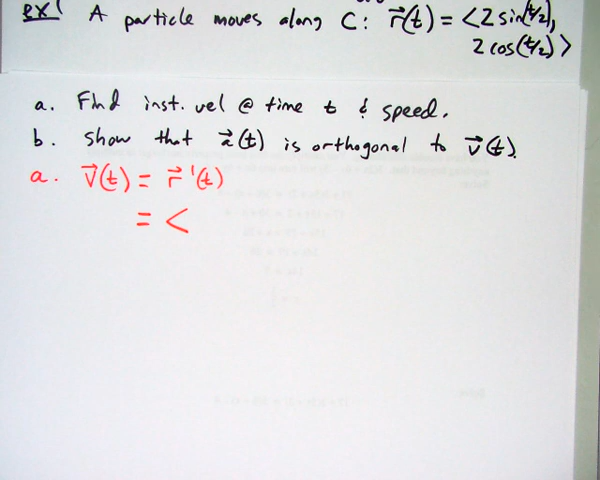 ex/ A particle moves along C: r⃗(t) = <2 sin(t/2),
2 cos(t/2)>
a. Find inst. vel @ time t & speed.
b. Show that a⃗(t) is orthogonal to v⃗(t).
a. v⃗(t) = r⃗'(t)
= <